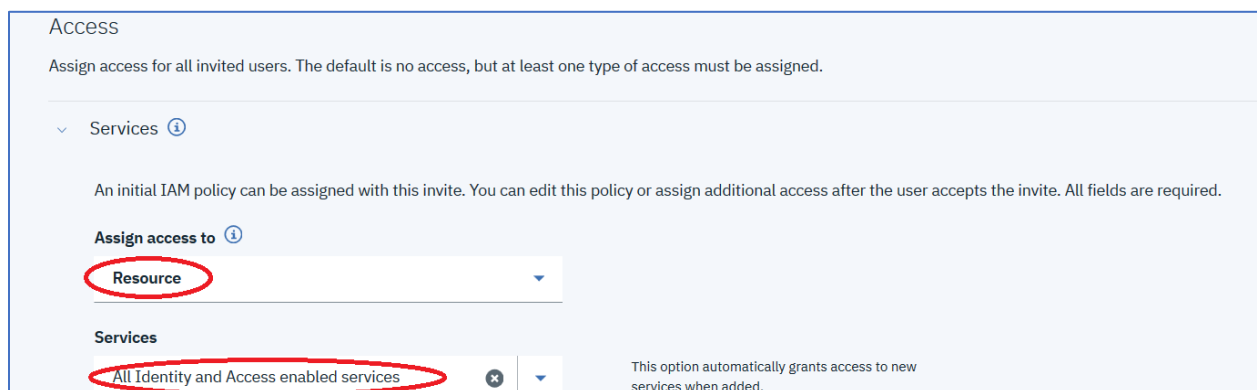 Access
Assign access for all invited users. The default is no access, but at least one type of access must be assigned.
Services
An initial IAM policy can be assigned with this invite. You can edit this policy or assign additional access after the user accepts the invite. All fields are required.
Assign access to
Resource
Services
All Identity and Access enabled services
This option automatically grants access to new
services when added.